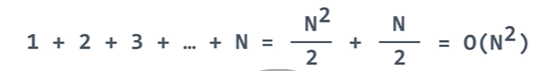 1 + 2 + 3 + … + N = N²/2 + N/2 = O(N²)